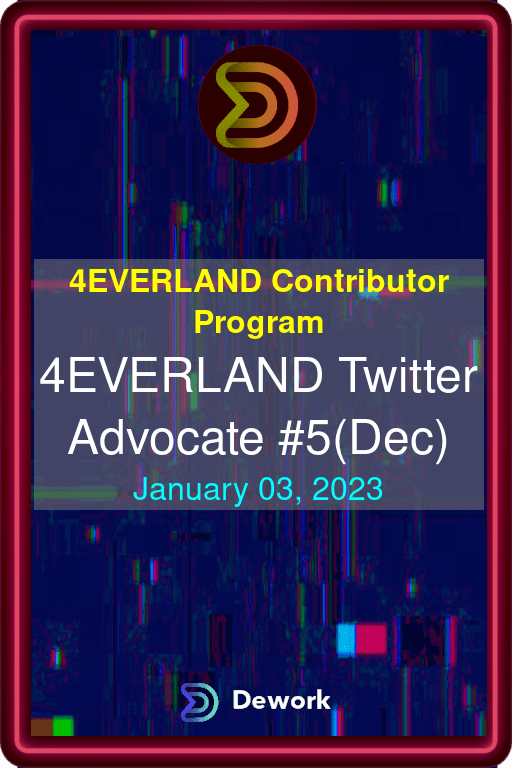 4EVERLAND Contributor
Program
4EVERLAND Twitter
Advocate #5(Dec)
January 03, 2023
Dework